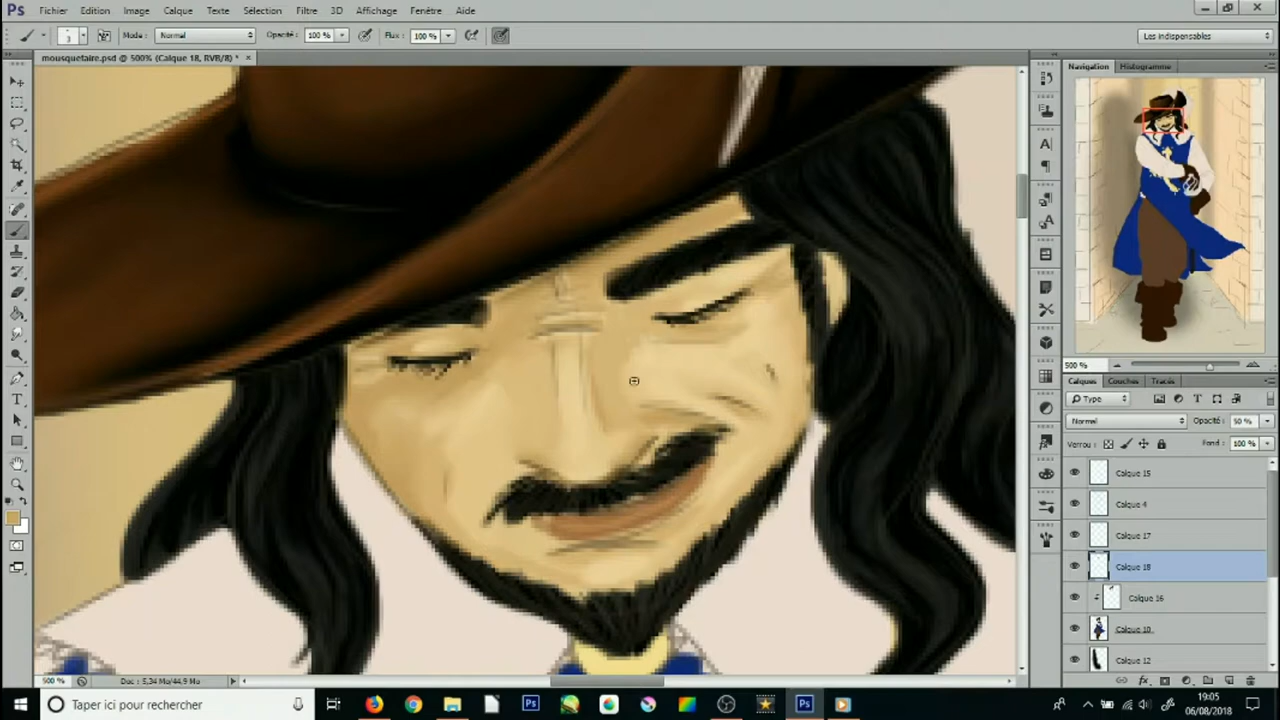 Ps Fichier Edition Image Calque Texte Sélection Filtre 3D Affichage Fenêtre Aide
3 Mode : Normal Opacité : 100 % Flux : 100 % Les indispensables
mousquetaire.psd @ 500% (Calque 18, RVB/8) *
Navigation Histogramme
500 %
Calques Couches Tracés
Type
Normal Opacité : 50 %
Verrou : Fond : 100 %
Calque 15
Calque 4
Calque 17
Calque 18
Calque 16
Calque 10
Calque 12
500 % Doc : 5,34 Mo/44,9 Mo
Taper ici pour rechercher
19:05
06/08/2018